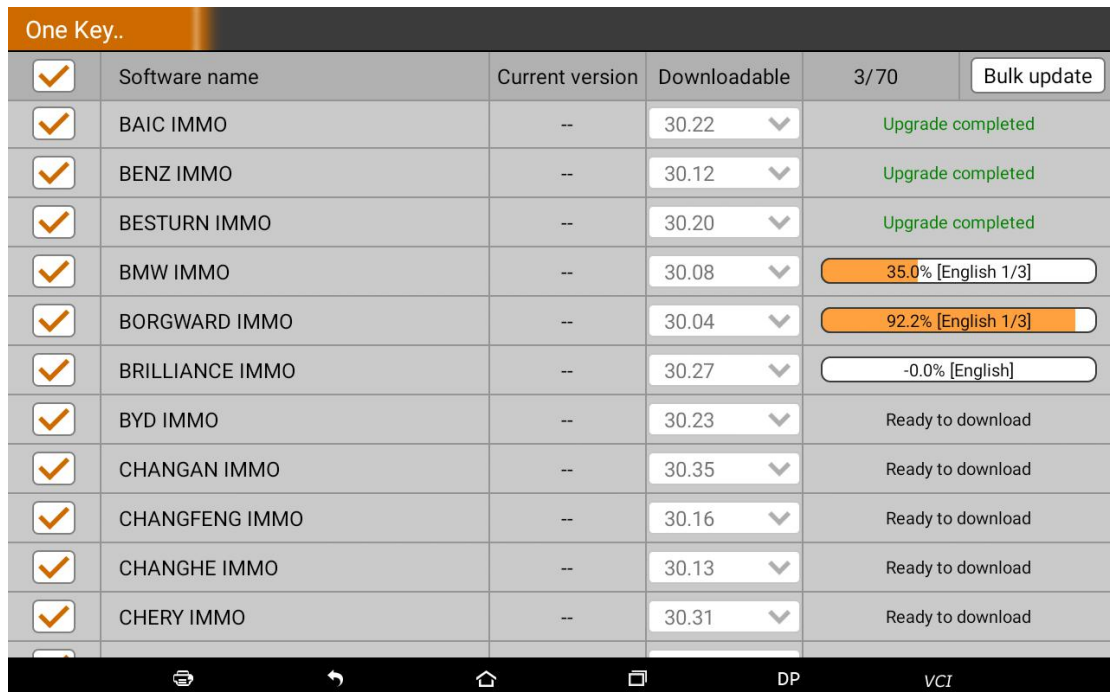 One Key..
Software name Current version Downloadable 3/70 Bulk update
BAIC IMMO -- 30.22 Upgrade completed
BENZ IMMO -- 30.12 Upgrade completed
BESTURN IMMO -- 30.20 Upgrade completed
BMW IMMO -- 30.08 35.0% [English 1/3]
BORGWARD IMMO -- 30.04 92.2% [English 1/3]
BRILLIANCE IMMO -- 30.27 -0.0% [English]
BYD IMMO -- 30.23 Ready to download
CHANGAN IMMO -- 30.35 Ready to download
CHANGFENG IMMO -- 30.16 Ready to download
CHANGHE IMMO -- 30.13 Ready to download
CHERY IMMO -- 30.31 Ready to download
DP VCI